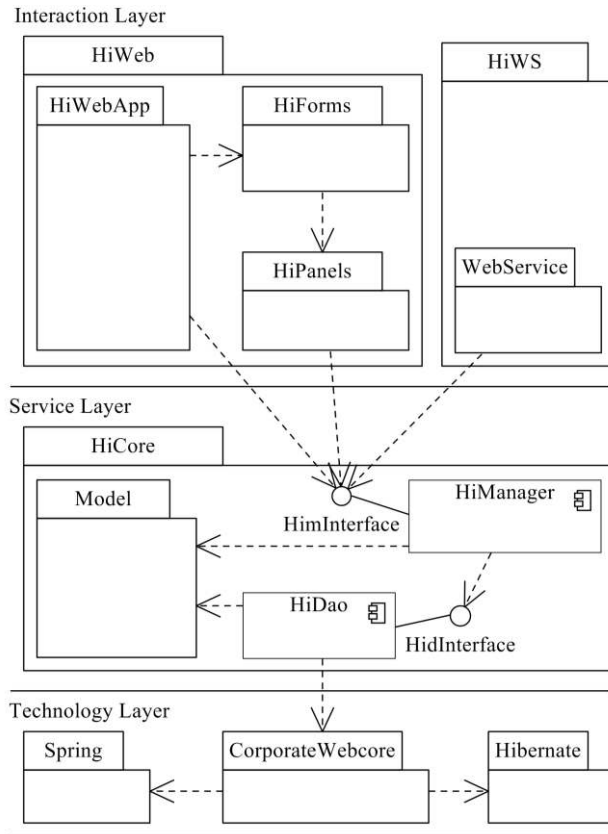 Interaction Layer
HiWeb
HiWS
HiWebApp
HiForms
HiPanels
WebService
Service Layer
HiCore
Model
HiManager
HimInterface
HiDao
HidInterface
Technology Layer
Spring
CorporateWebcore
Hibernate